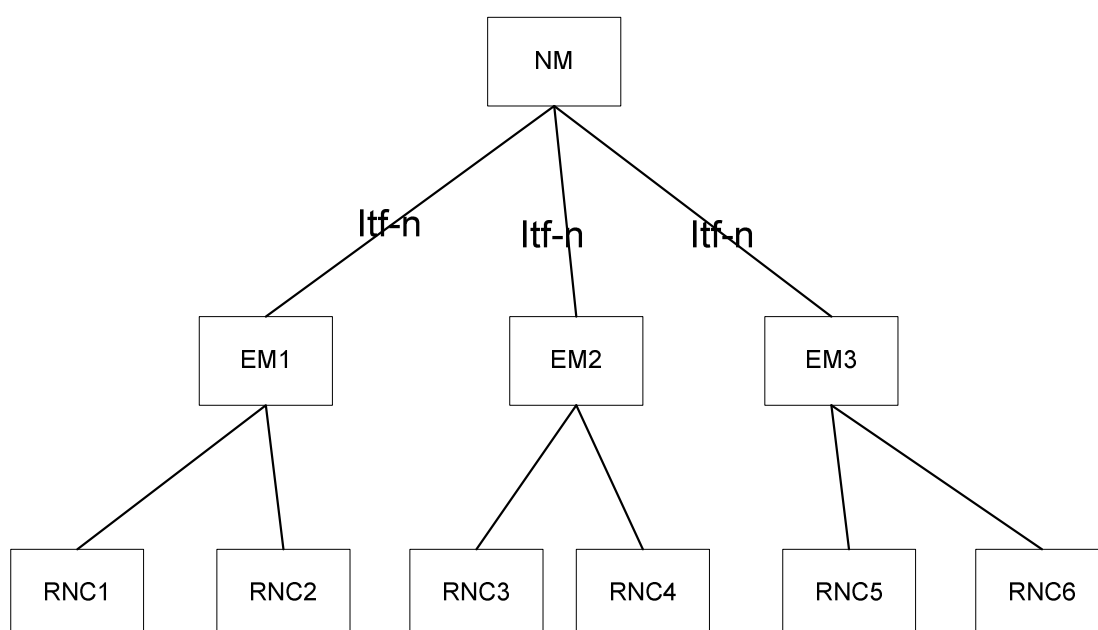 NM
Itf-n
Itf-n
Itf-n
EM1
EM2
EM3
RNC1
RNC2
RNC3
RNC4
RNC5
RNC6